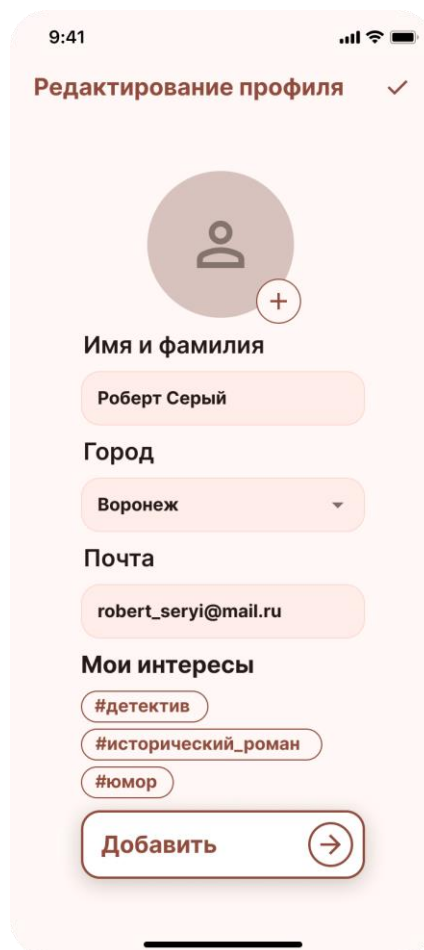 9:41
Редактирование профиля
Имя и фамилия
Роберт Серый
Город
Воронеж
Почта
robert_seryi@mail.ru
Мои интересы
#детектив
#исторический_роман
#юмор
Добавить